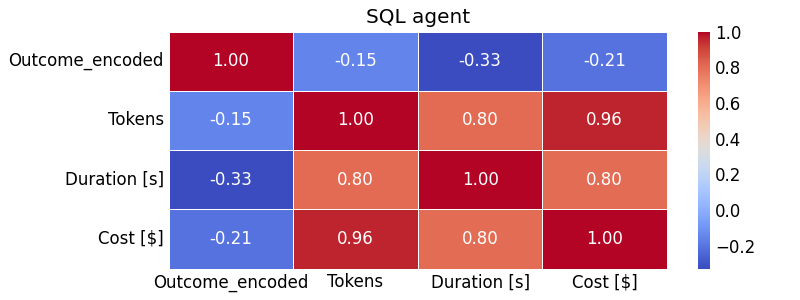 SQL agent
Outcome_encoded 1.00 -0.15 -0.33 -0.21
Tokens -0.15 1.00 0.80 0.96
Duration [s] -0.33 0.80 1.00 0.80
Cost [$] -0.21 0.96 0.80 1.00
Outcome_encoded Tokens Duration [s] Cost [$]
1.0
0.8
0.6
0.4
0.2
0.0
−0.2